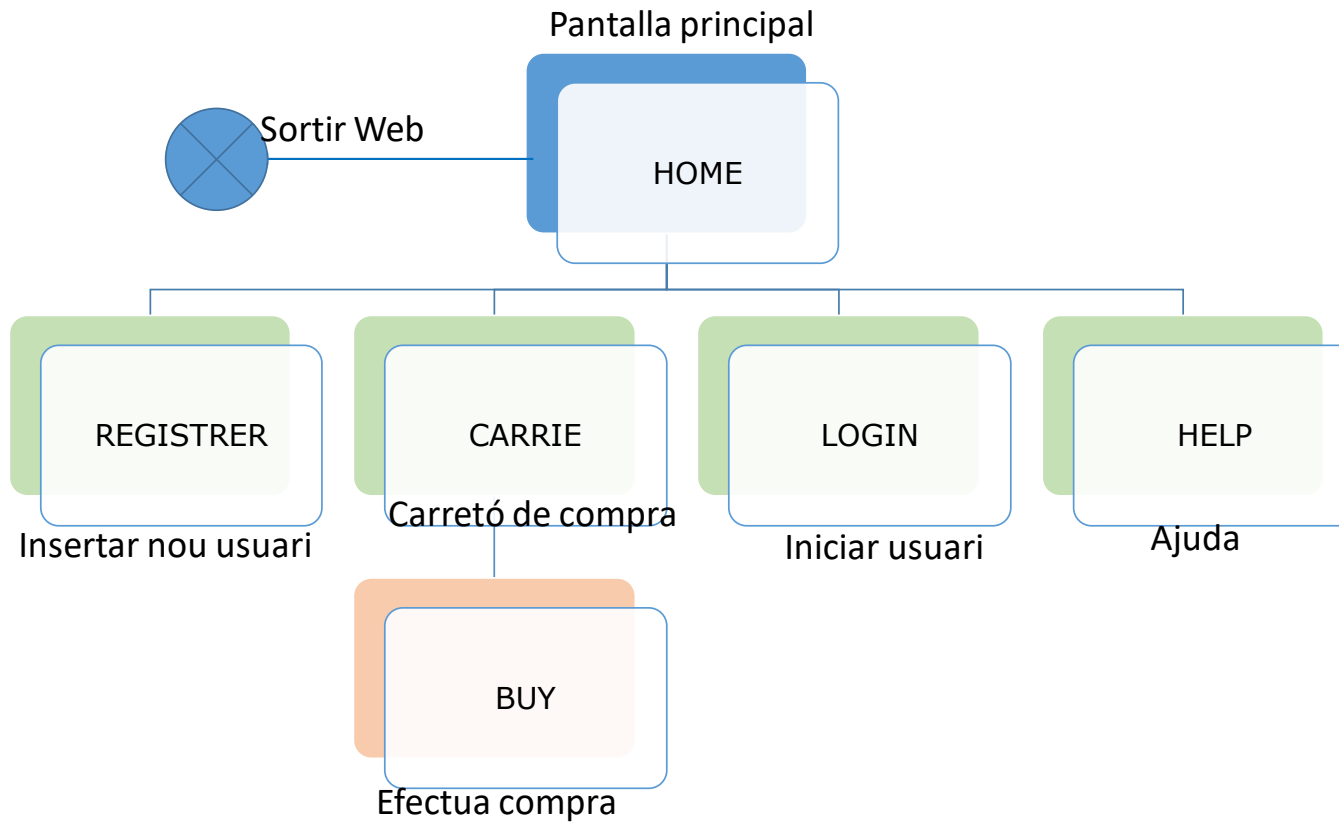 Pantalla principal
Sortir Web
HOME
REGISTRER
CARRIE
LOGIN
HELP
Carretó de compra
Insertar nou usuari
Iniciar usuari
Ajuda
BUY
Efectua compra